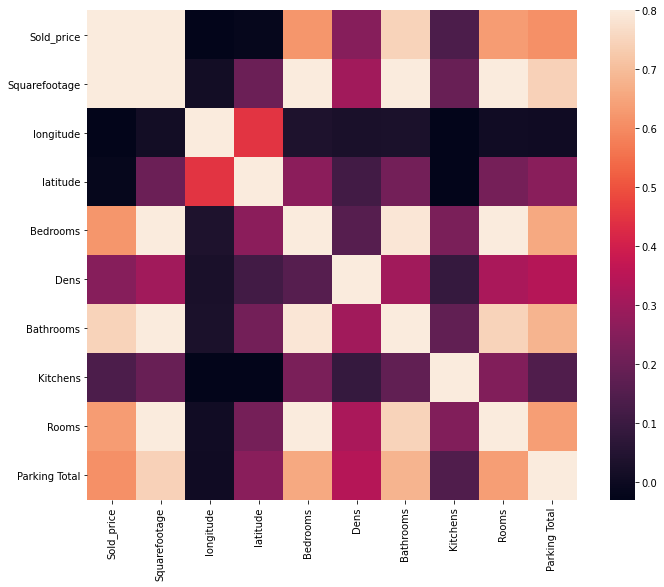 Sold_price
Squarefootage
longitude
latitude
Bedrooms
Dens
Bathrooms
Kitchens
Rooms
Parking Total
Sold_price
Squarefootage
longitude
latitude
Bedrooms
Dens
Bathrooms
Kitchens
Rooms
Parking Total
0.8
0.7
0.6
0.5
0.4
0.3
0.2
0.1
0.0